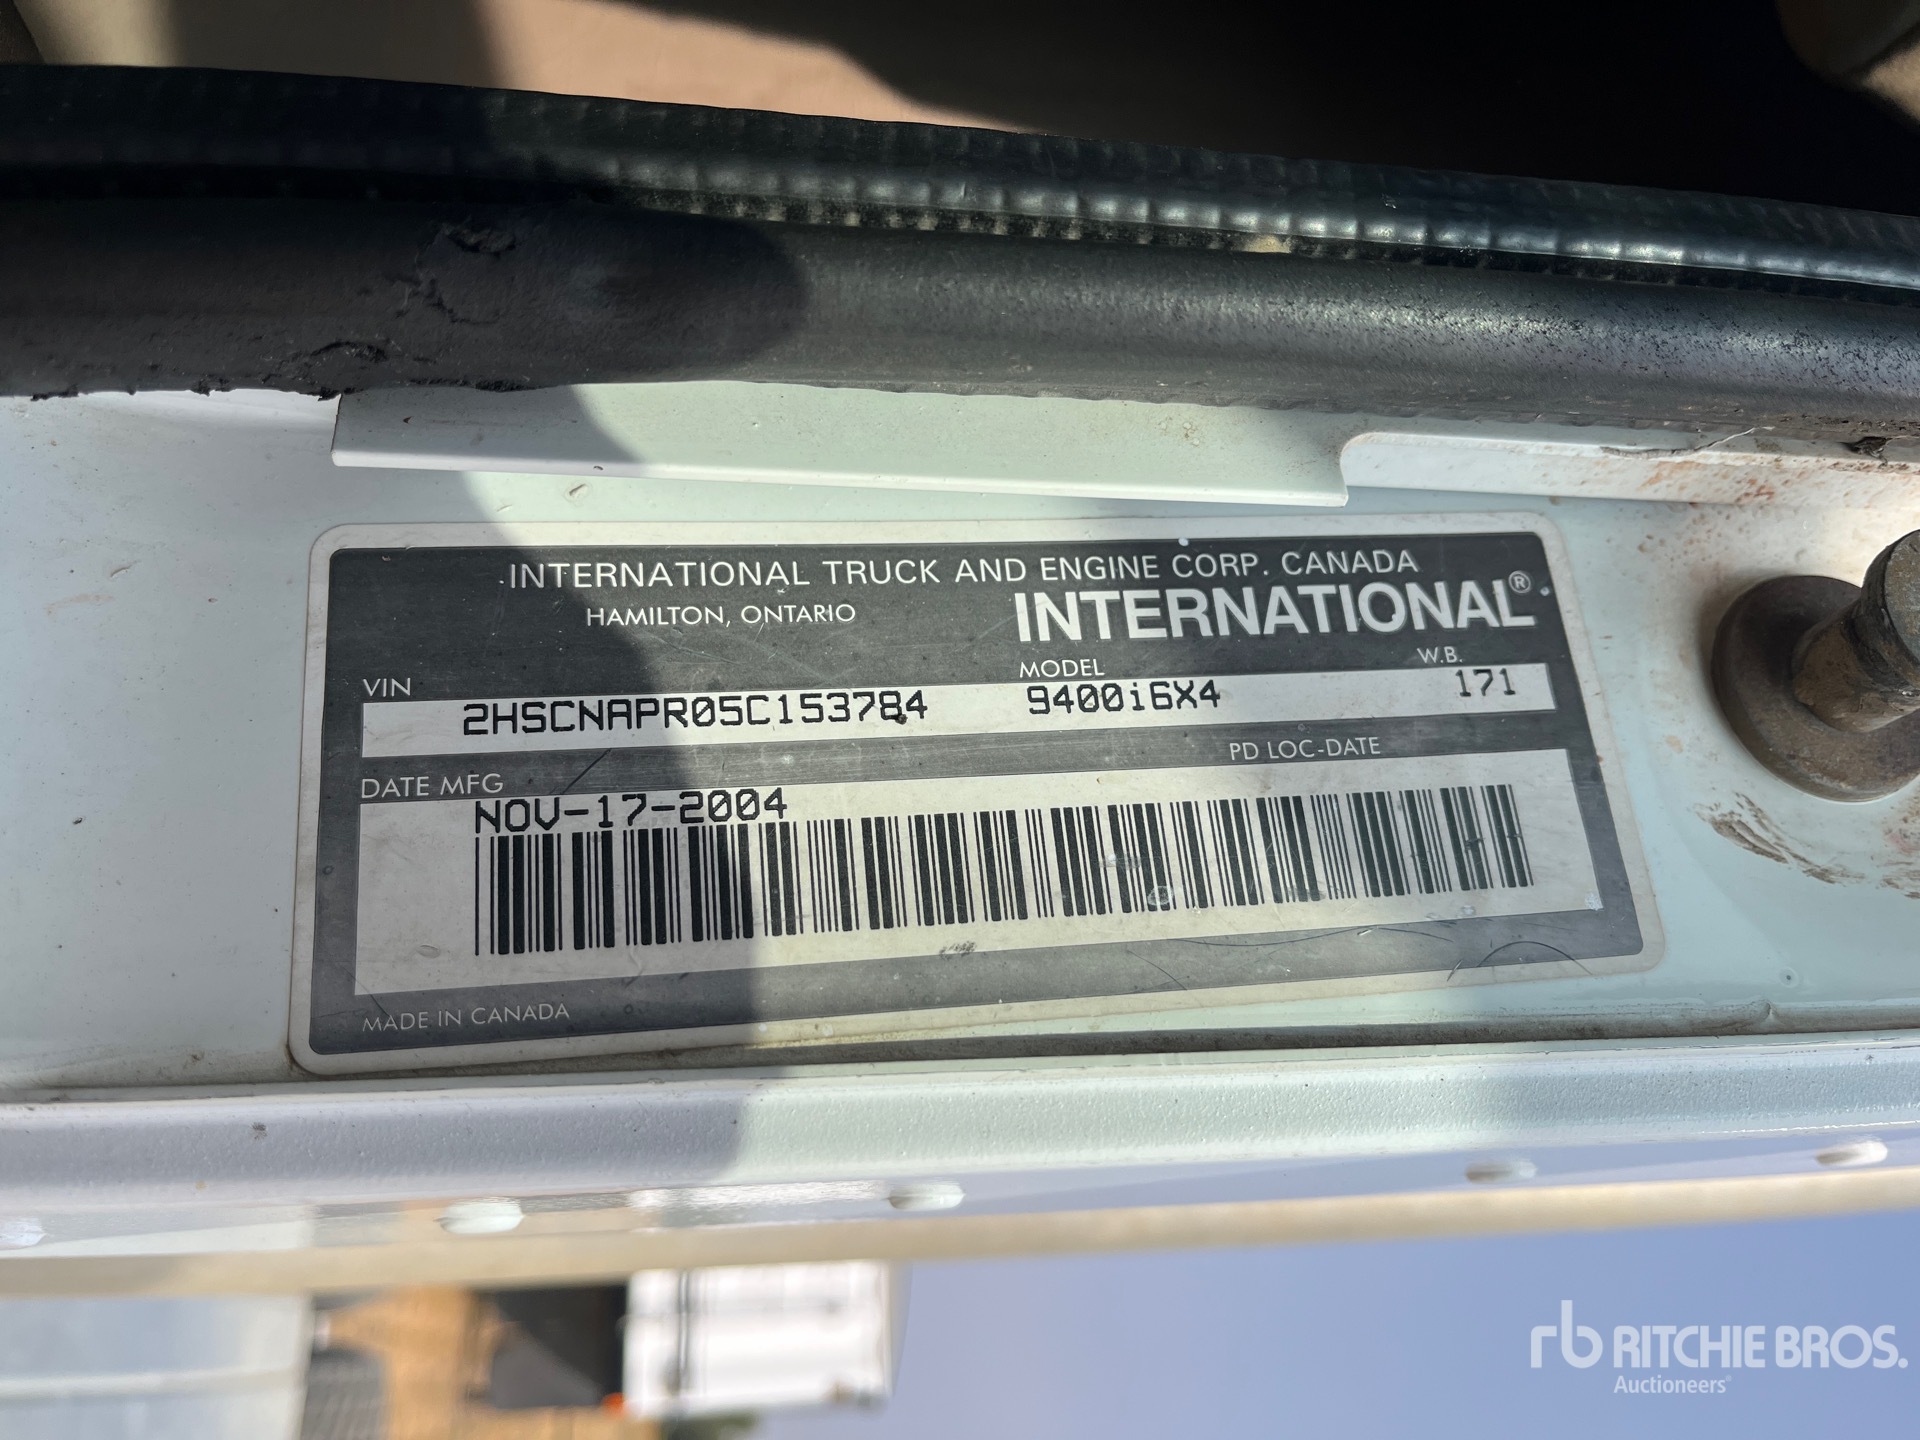 INTERNATIONAL TRUCK AND ENGINE CORP. CANADA
HAMILTON, ONTARIO
INTERNATIONAL®
VIN
MODEL
W.B.
2HSCNAPR05C153784
9400i6X4
171
DATE MFG
PD LOC-DATE
NOV-17-2004
MADE IN CANADA
rb RITCHIE BROS.
Auctioneers